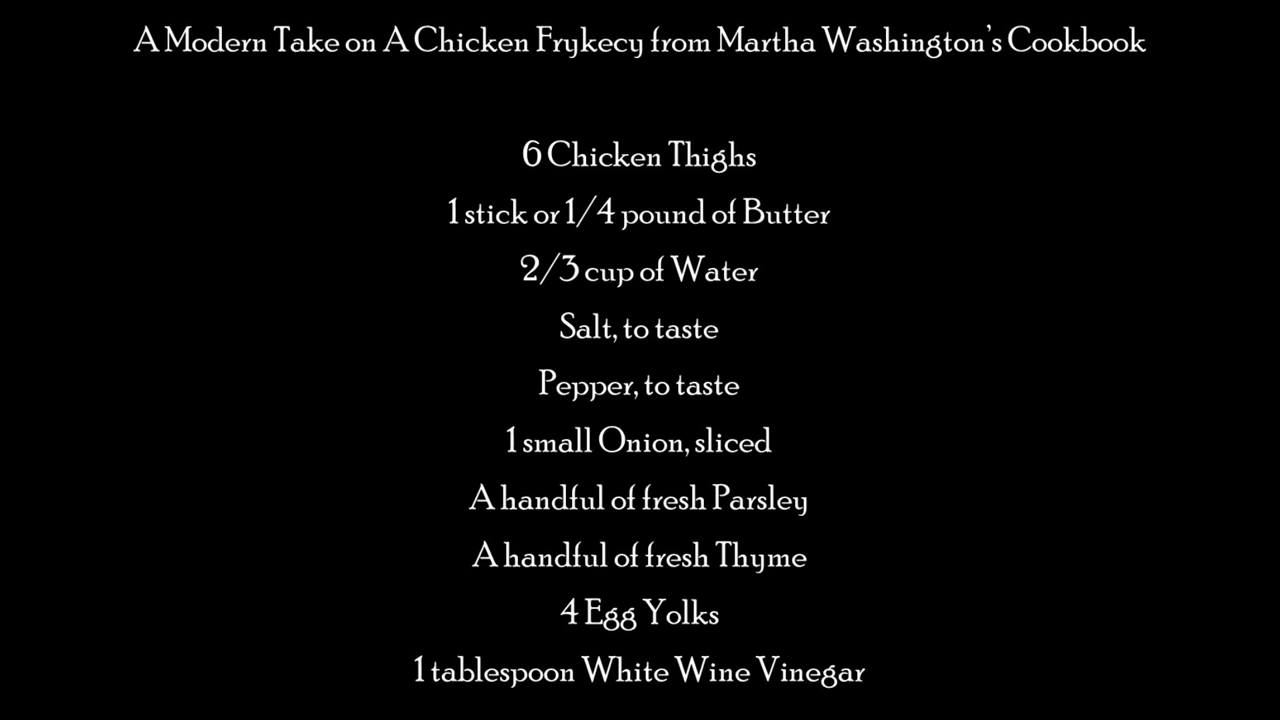 A Modern Take on A Chicken Frykecy from Martha Washington's Cookbook
6 Chicken Thighs
1 stick or 1/4 pound of Butter
2/3 cup of Water
Salt, to taste
Pepper, to taste
1 small Onion, sliced
A handful of fresh Parsley
A handful of fresh Thyme
4 Egg Yolks
1 tablespoon White Wine Vinegar